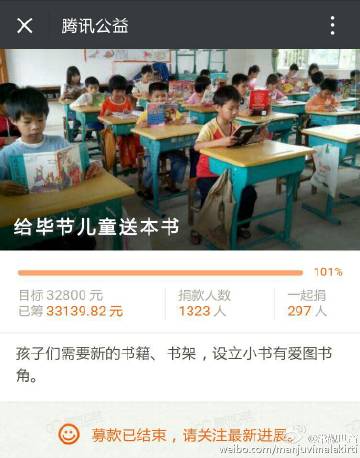 腾讯公益
给毕节儿童送本书
101%
目标 32800 元
已筹 33139.82 元
捐款人数
1323 人
一起捐
297 人
孩子们需要新的书籍、书架，设立小书有爱图书
角。
募款已结束，请关注最新进展。
weibo.com/manjuvimalakirti